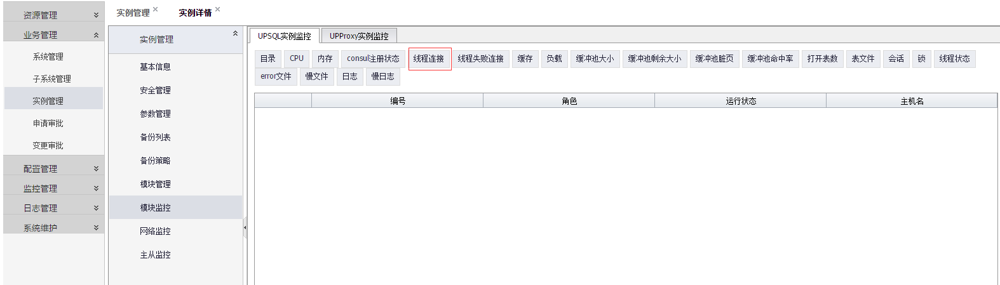 资源管理
业务管理
系统管理
子系统管理
实例管理
申请审批
变更审批
配置管理
监控管理
日志管理
系统维护
实例管理 实例详情
实例管理
基本信息
安全管理
参数管理
备份列表
备份策略
模块管理
模块监控
网络监控
主从监控
UPSQL实例监控 UPProxy实例监控
目录 CPU 内存 consul注册状态 线程连接 线程失败连接 缓存 负载 缓冲池大小 缓冲池剩余大小 缓冲池脏页 缓冲池命中率 打开表数 表文件 会话 锁 线程状态
error文件 慢文件 日志 慢日志
编号 角色 运行状态 主机名